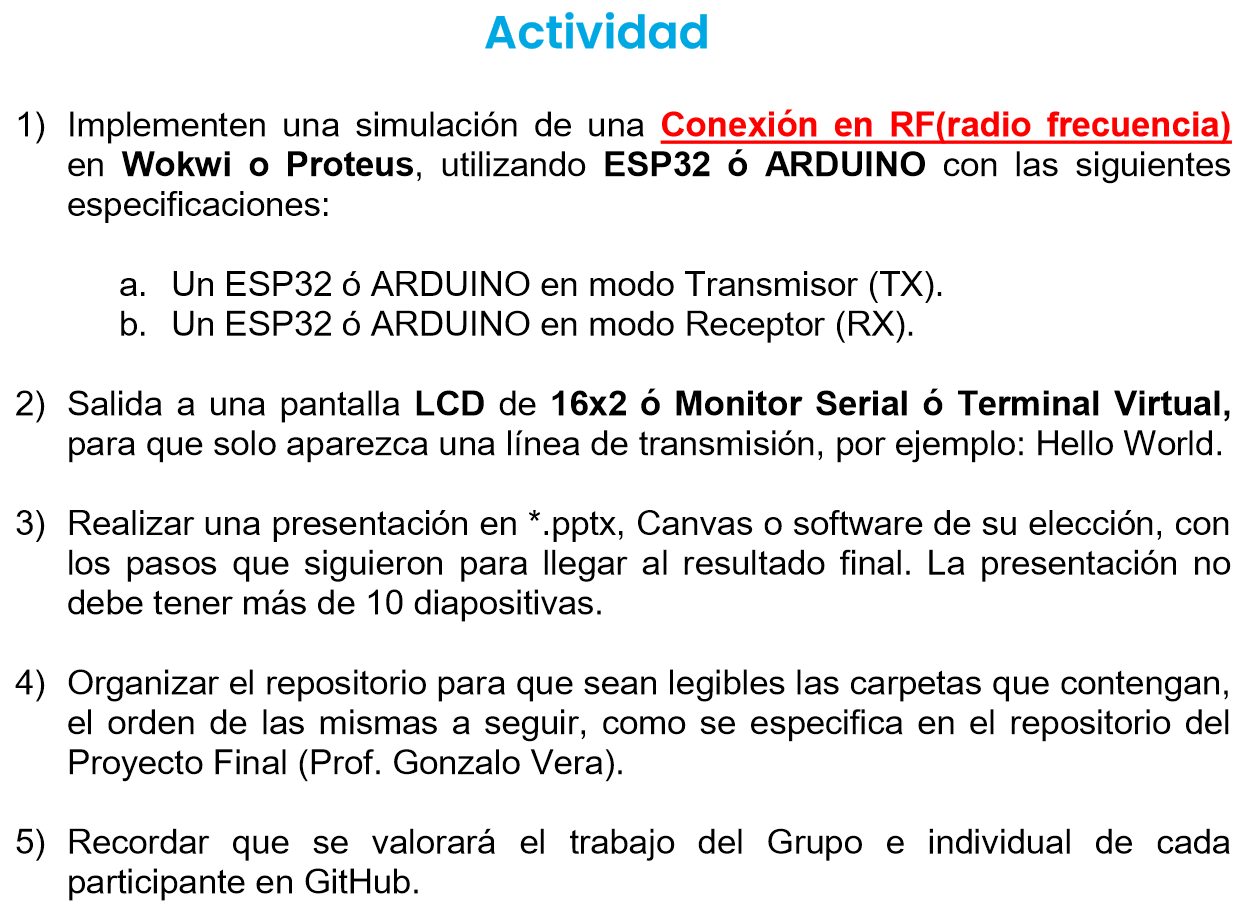 Actividad
1) Implementen una simulación de una Conexión en RF(radio frecuencia)
en Wokwi o Proteus, utilizando ESP32 ó ARDUINO con las siguientes
especificaciones:
a. Un ESP32 ó ARDUINO en modo Transmisor (TX).
b. Un ESP32 ó ARDUINO en modo Receptor (RX).
2) Salida a una pantalla LCD de 16x2 ó Monitor Serial ó Terminal Virtual,
para que solo aparezca una línea de transmisión, por ejemplo: Hello World.
3) Realizar una presentación en *.pptx, Canvas o software de su elección, con
los pasos que siguieron para llegar al resultado final. La presentación no
debe tener más de 10 diapositivas.
4) Organizar el repositorio para que sean legibles las carpetas que contengan,
el orden de las mismas a seguir, como se especifica en el repositorio del
Proyecto Final (Prof. Gonzalo Vera).
5) Recordar que se valorará el trabajo del Grupo e individual de cada
participante en GitHub.